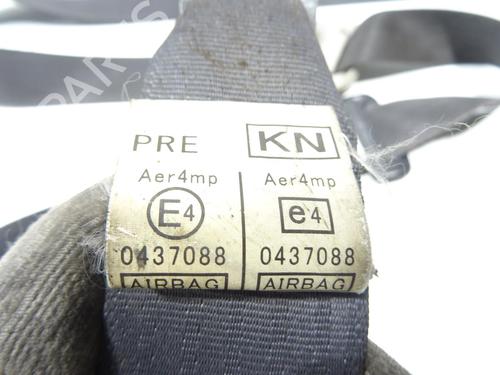 PRE KN
Aer4mp Aer4mp
E4 e4
0437088 0437088
AIRBAG AIRBAG